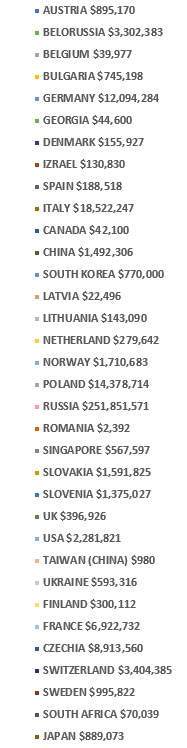 AUSTRIA $895,170
BELORUSSIA $3,302,383
BELGIUM $39,977
BULGARIA $745,198
GERMANY $12,094,284
GEORGIA $44,600
DENMARK $155,927
IZRAEL $130,830
SPAIN $188,518
ITALY $18,522,247
CANADA $42,100
CHINA $1,492,306
SOUTH KOREA $770,000
LATVIA $22,496
LITHUANIA $143,090
NETHERLAND $279,642
NORWAY $1,710,683
POLAND $14,378,714
RUSSIA $251,851,571
ROMANIA $2,392
SINGAPORE $567,597
SLOVAKIA $1,591,825
SLOVENIA $1,375,027
UK $396,926
USA $2,281,821
TAIWAN (CHINA) $980
UKRAINE $593,316
FINLAND $300,112
FRANCE $6,922,732
CZECHIA $8,913,560
SWITZERLAND $3,404,385
SWEDEN $995,822
SOUTH AFRICA $70,039
JAPAN $889,073